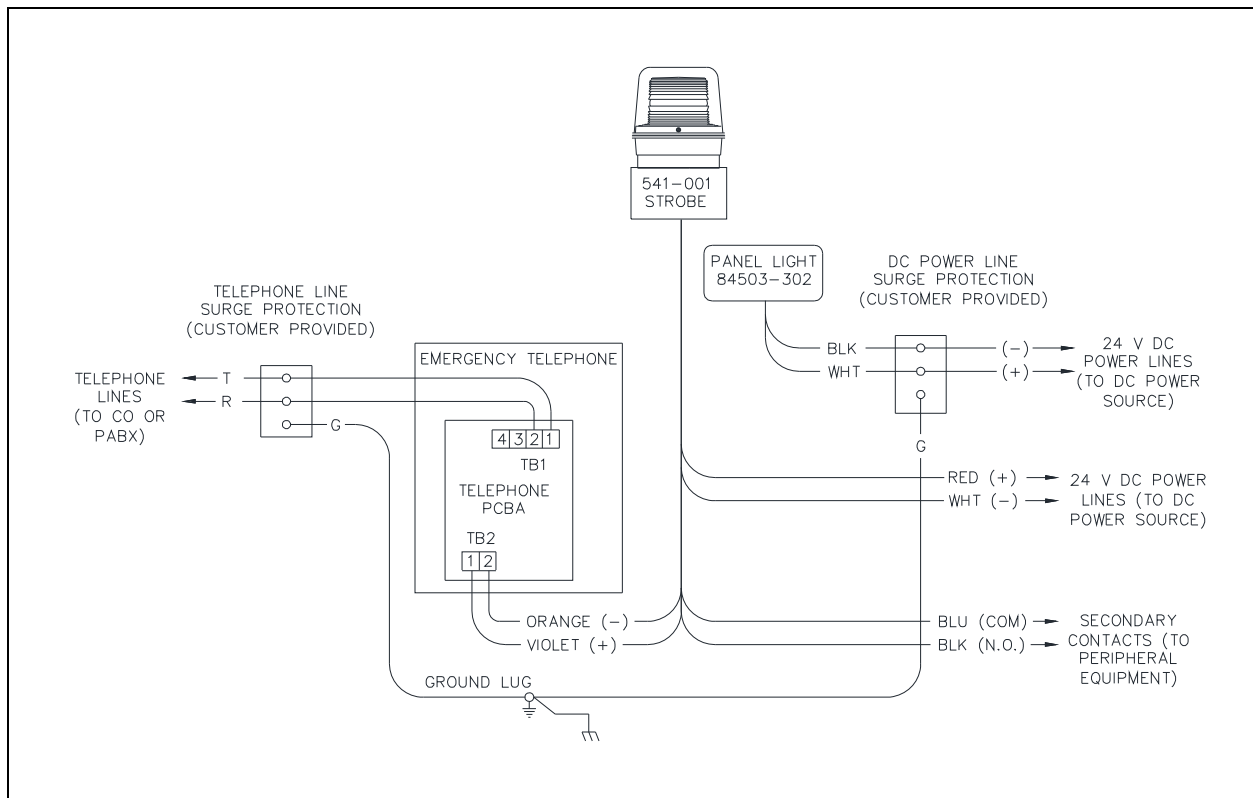 541-001
STROBE
PANEL LIGHT
84503-302
DC POWER LINE
SURGE PROTECTION
(CUSTOMER PROVIDED)
TELEPHONE LINE
SURGE PROTECTION
(CUSTOMER PROVIDED)
BLK
(-)
WHT
(+)
24 V DC
POWER LINES
(TO DC POWER
SOURCE)
EMERGENCY TELEPHONE
TELEPHONE
LINES
(TO CO OR
PABX)
T
R
G
4 3 2 1
TB1
TELEPHONE
PCBA
TB2
1 2
G
RED (+)
WHT (-)
24 V DC POWER
LINES (TO DC
POWER SOURCE)
ORANGE (-)
VIOLET (+)
BLU (COM)
BLK (N.O.)
SECONDARY
CONTACTS (TO
PERIPHERAL
EQUIPMENT)
GROUND LUG